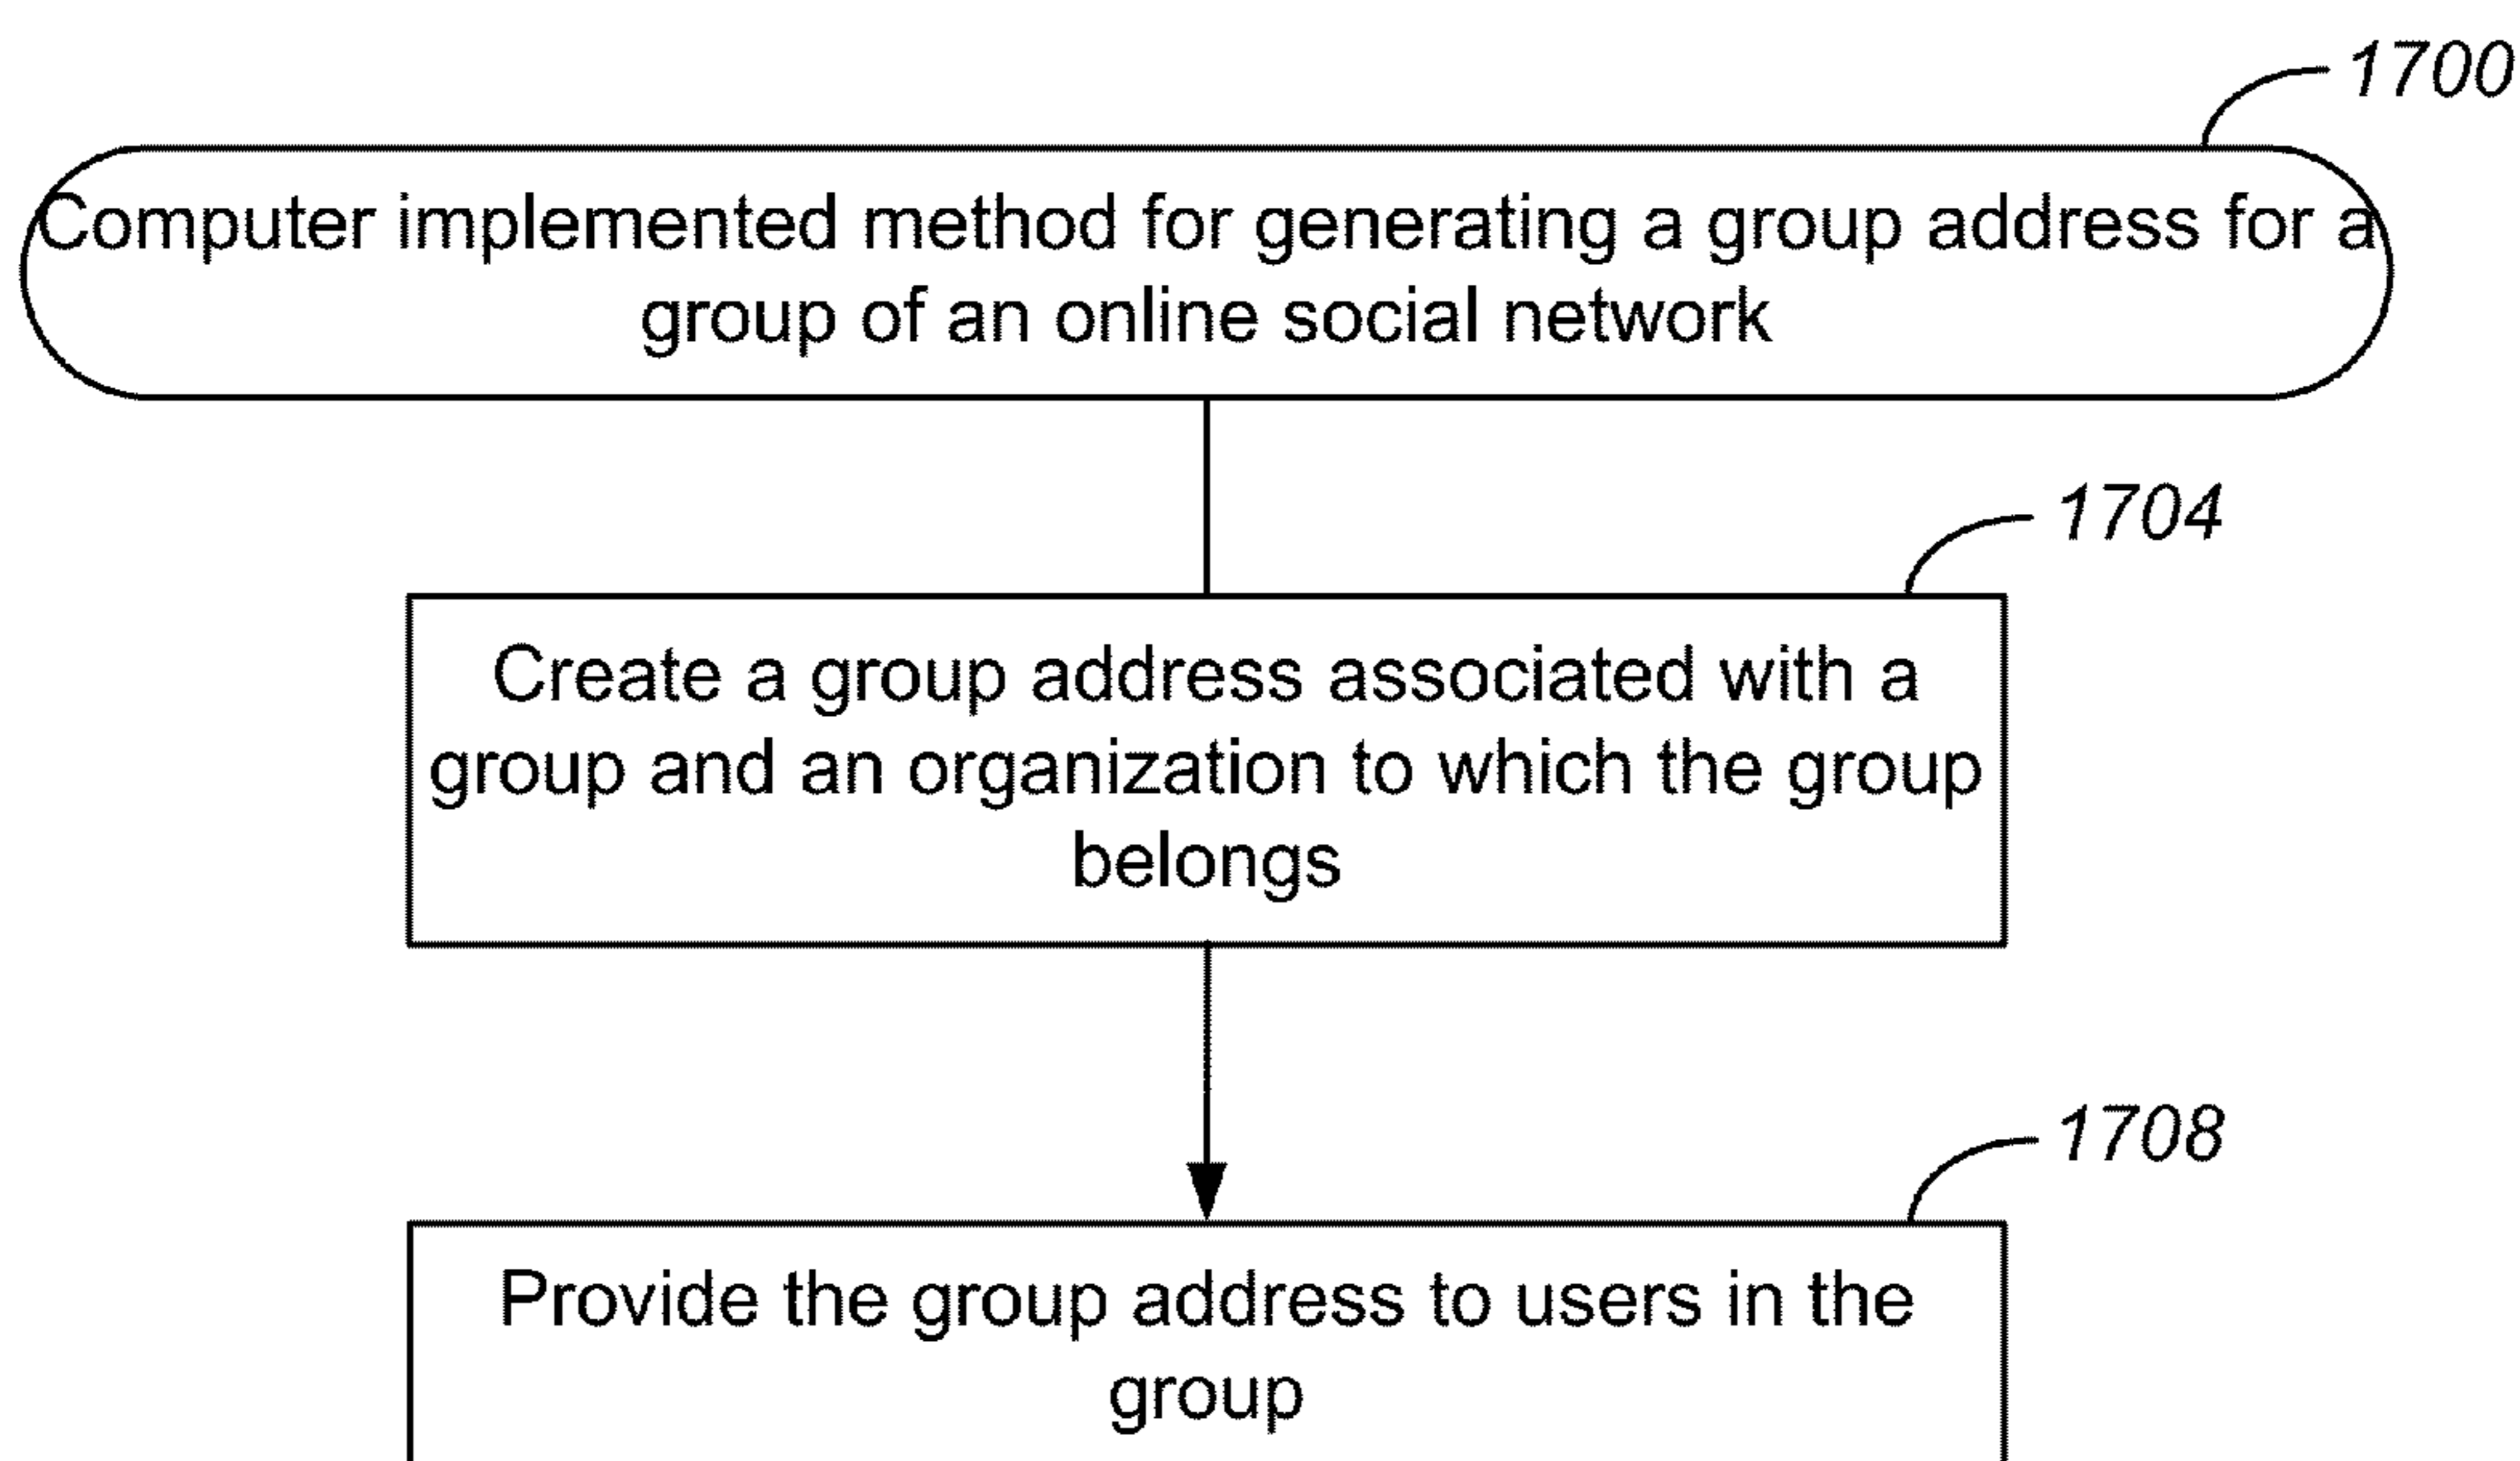 1700
Computer implemented method for generating a group address for a
group of an online social network
1704
Create a group address associated with a
group and an organization to which the group
belongs
1708
Provide the group address to users in the
group